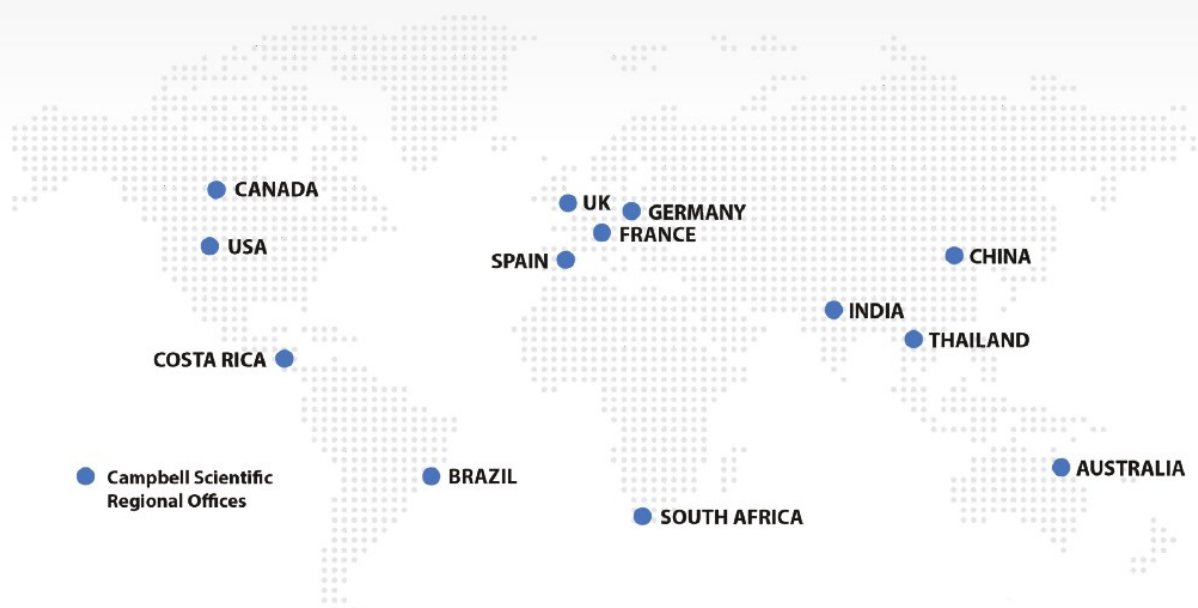 CANADA
UK
GERMANY
FRANCE
USA
SPAIN
CHINA
INDIA
THAILAND
COSTA RICA
Campbell Scientific
Regional Offices
BRAZIL
AUSTRALIA
SOUTH AFRICA